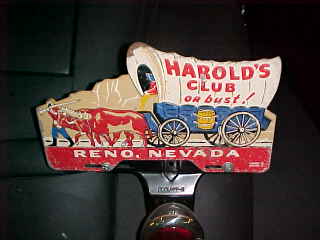 HAROLD'S
CLUB
OR BUST!
RENO, NEVADA